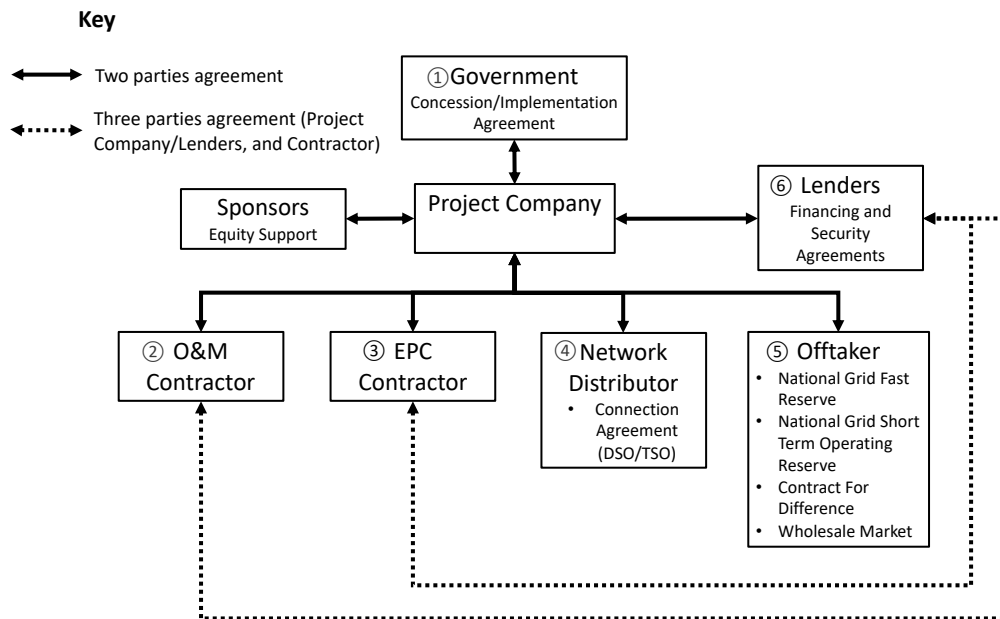 Key
Two parties agreement
Three parties agreement (Project
Company/Lenders, and Contractor)
①Government
Concession/Implementation
Agreement
Sponsors
Equity Support
Project Company
⑥ Lenders
Financing and
Security
Agreements
② O&M
Contractor
③ EPC
Contractor
④ Network
Distributor
• Connection
Agreement
(DSO/TSO)
⑤ Offtaker
• National Grid Fast
Reserve
• National Grid Short
Term Operating
Reserve
• Contract For
Difference
• Wholesale Market